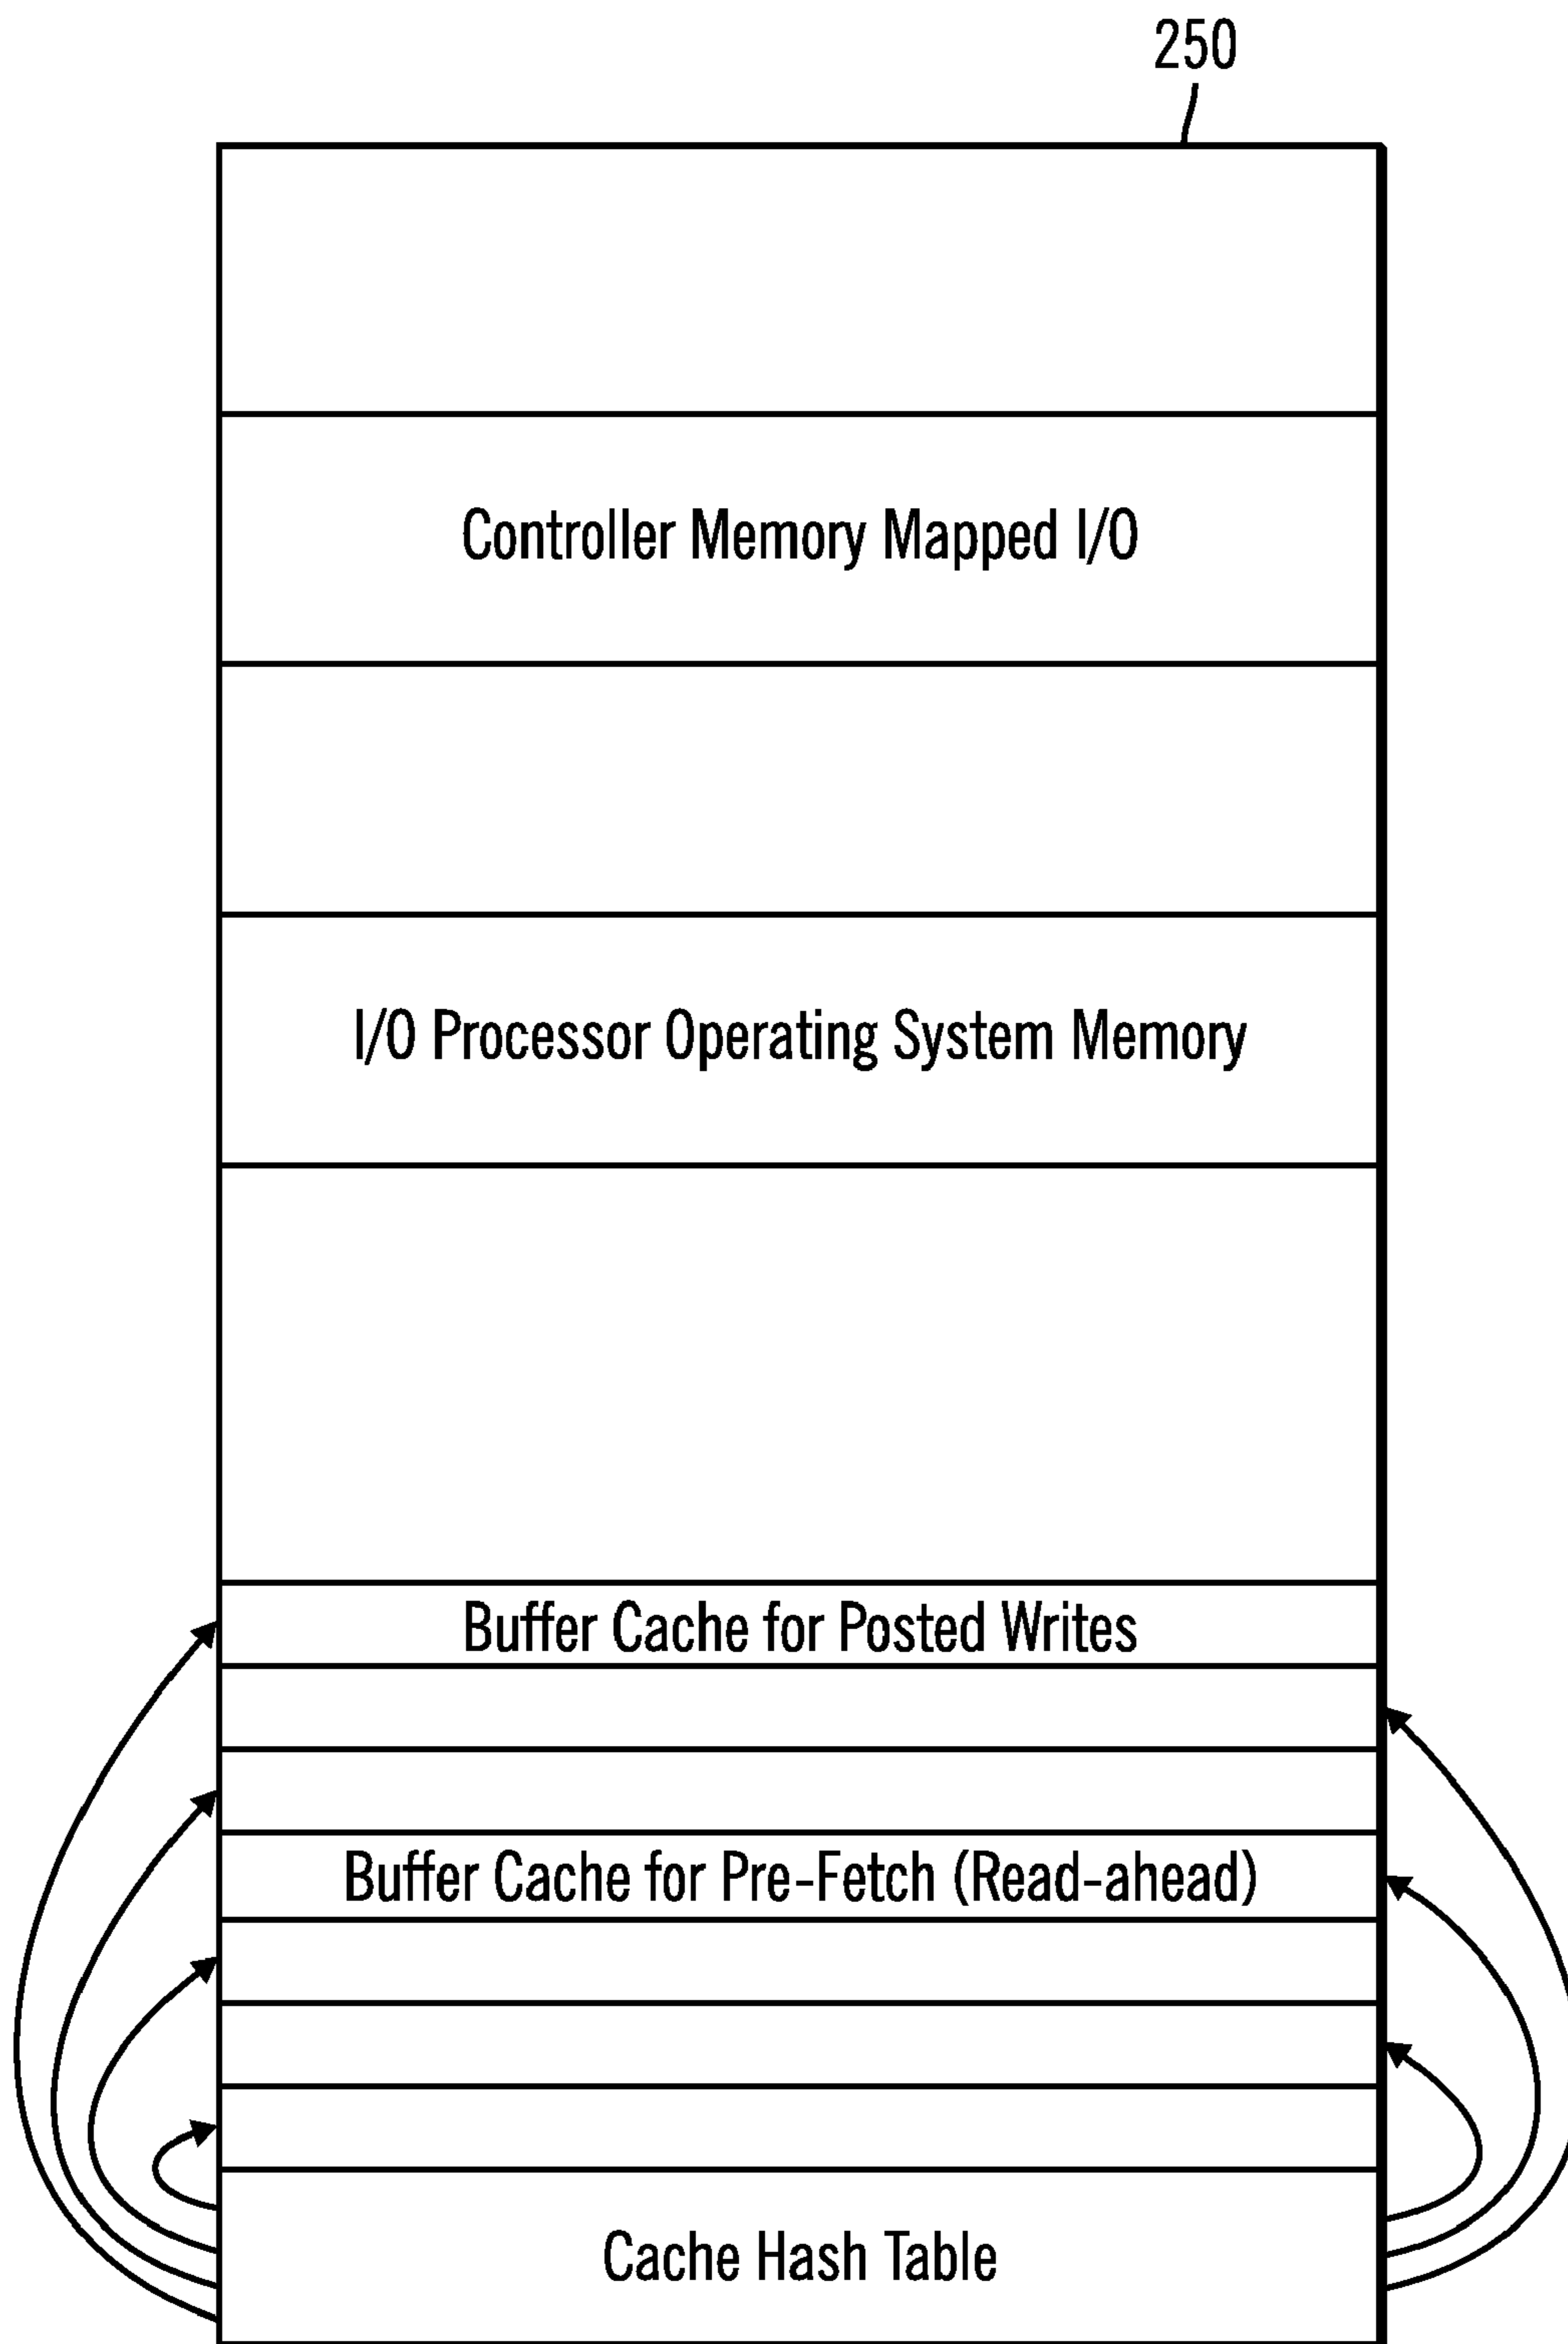 250
Controller Memory Mapped I/O
I/O Processor Operating System Memory
Buffer Cache for Posted Writes
Buffer Cache for Pre-Fetch (Read-ahead)
Cache Hash Table